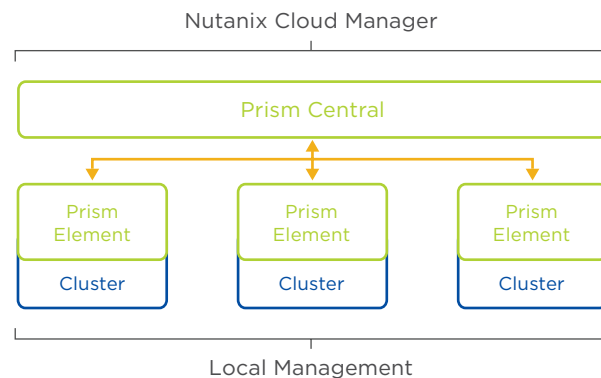 Nutanix Cloud Manager
Prism Central
Prism
Element
Prism
Element
Prism
Element
Cluster
Cluster
Cluster
Local Management